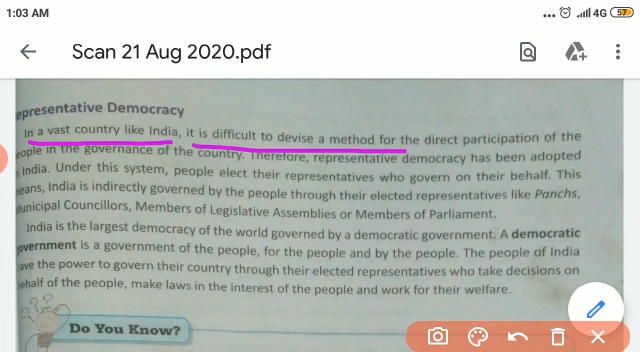 1:03 AM
... 4G 57
Scan 21 Aug 2020.pdf
epresentative Democracy
In a vast country like India, it is difficult to devise a method for the direct participation of the
eople in the governance of the country. Therefore, representative democracy has been adopted
India. Under this system, people elect their representatives who govern on their behalf. This
eans, India is indirectly governed by the people through their elected representatives like Panchs,
unicipal Councillors, Members of Legislative Assemblies or Members of Parliament.
India is the largest democracy of the world governed by a democratic government. A democratic
overnment is a government of the people, for the people and by the people. The people of India
ave the power to govern their country through their elected representatives who take decisions on
ehalf of the people, make laws in the interest of the people and work for their welfare.
???
Do You Know?